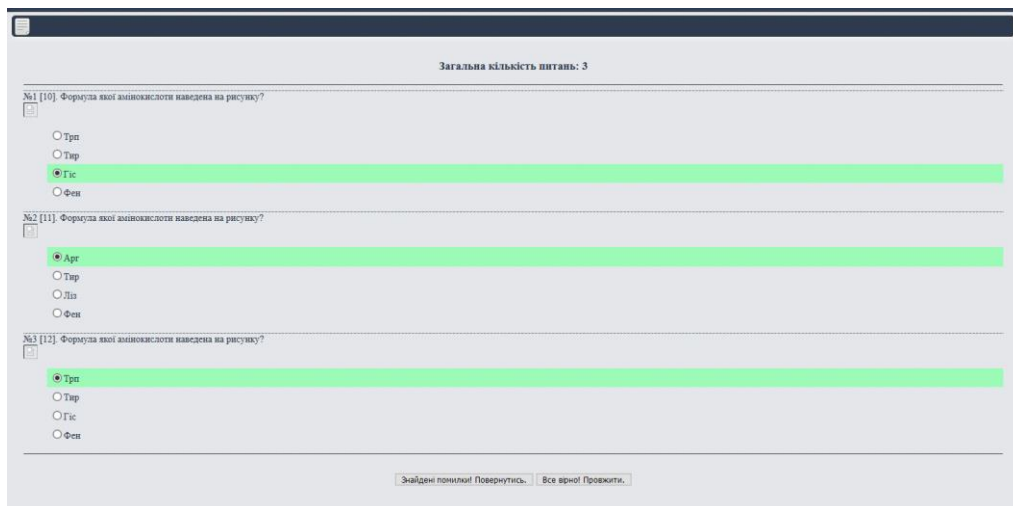 Загальна кількість питань: 3
№1 [10]. Формула якої амінокислоти наведена на рисунку?
Трп
Тир
Гіс
Фен
№2 [11]. Формула якої амінокислоти наведена на рисунку?
Арг
Тир
Ліз
Фен
№3 [12]. Формула якої амінокислоти наведена на рисунку?
Трп
Тир
Гіс
Фен
Знайдені помилки! Повернутись. Все врно! Провжити.